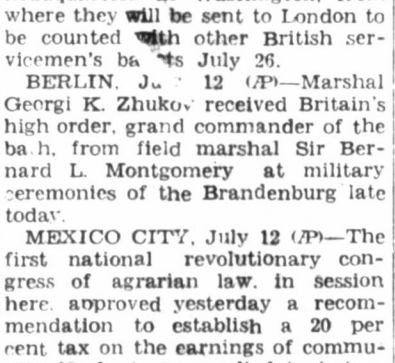 where they will be sent to London to
be counted with other British ser-
vicemen's July 26.
BERLIN, 12 (AP)—Marshal
Georgi K. Zhukov received Britain's
high order, grand commander of the
ba h, from field marshal Sir Ber-
nard L. Montgomery at military
ceremonies of the Brandenburg late
today.
MEXICO CITY, July 12 (AP)—The
first national revolutionary con-
gress of agrarian law, in session
here, approved yesterday a recom-
mendation to establish a 20 per
cent tax on the earnings of commu-